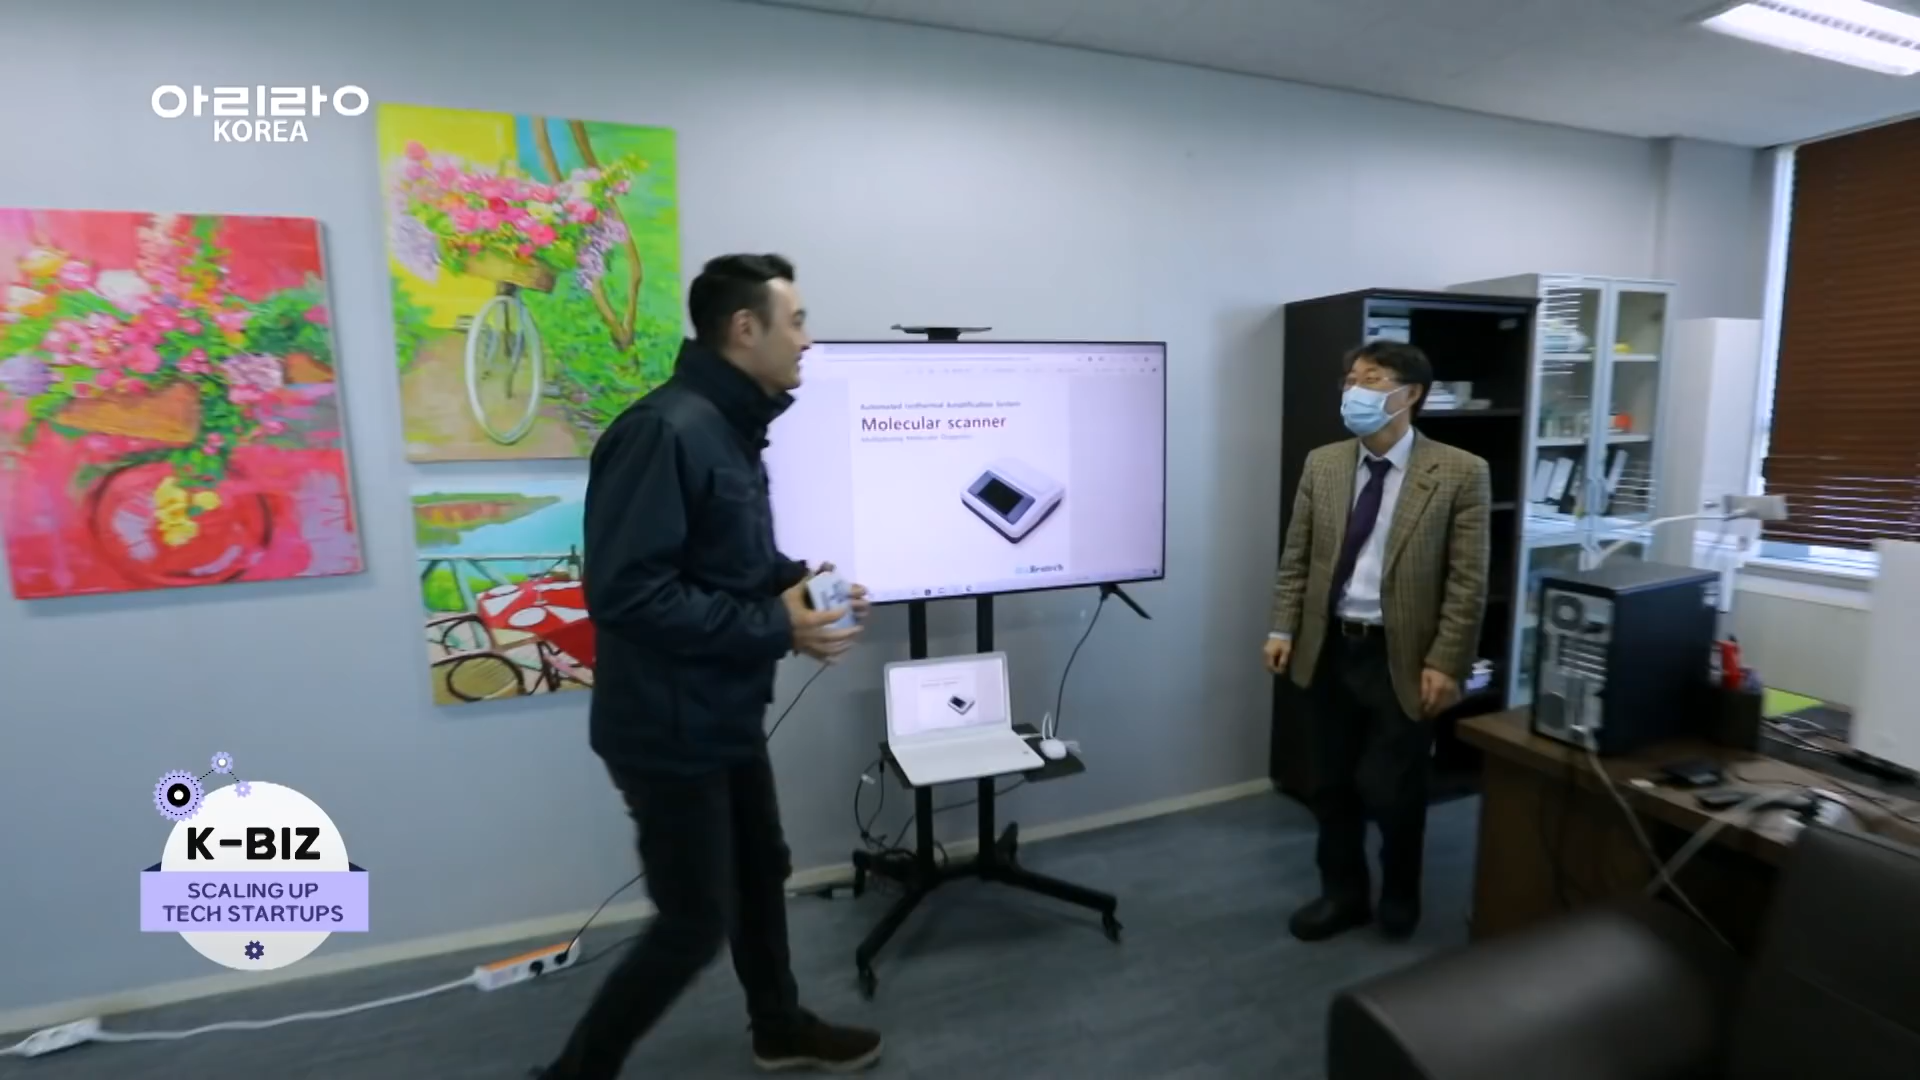 아리랑
KOREA
Automated Isothermal Amplification System
Molecular scanner
K-BIZ
SCALING UP
TECH STARTUPS